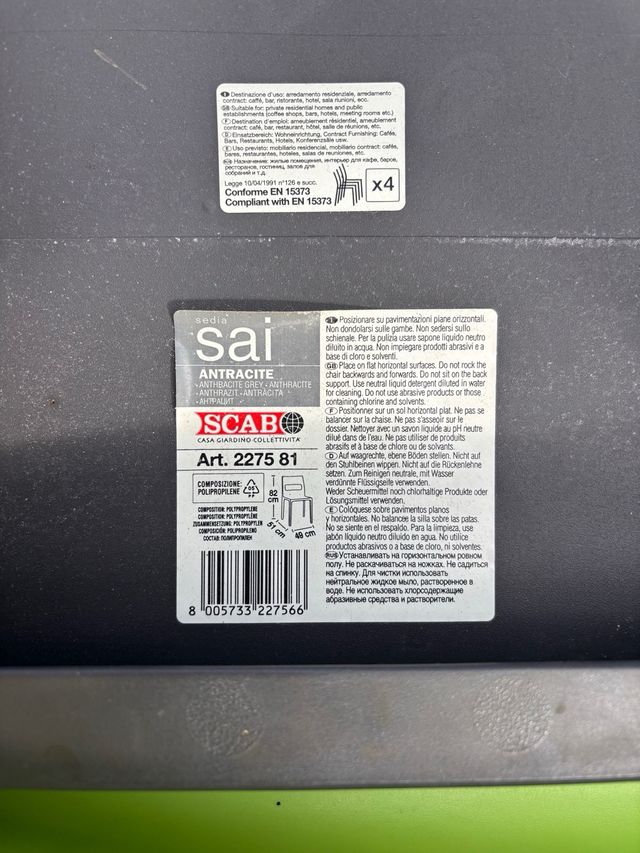 I Destinazione d'uso: arredamento residenziale, arredamento
contract: caffè, bar, ristorante, hotel, sala riunioni, ecc.
GB Suitable for: private residential homes and public
establishments (coffee shops, bars, hotels, meeting rooms etc.)
F Destination d'emploi: ameublement résidentiel, ameublement
contract: café, bar, restaurant, hôtel, salle de réunions, etc.
D Einsatzbereich: Wohneinrichtung, Contract Furnishing: Cafés,
Bars, Restaurants, Hotels, Konferenzsäle usw.
E Uso previsto: mobiliario residencial, mobiliario contract: cafés,
bares, restaurantes, hoteles, salas de reuniones, etc.
RUS Назначение: жилые помещения, интерьер для кафе, баров,
ресторанов, гостиниц, залов для
собраний и т.д.
Legge 10/04/1991 n°126 e succ.
Conforme EN 15373
Compliant with EN 15373
x4
sedia
sai
ANTRACITE
- ANTHRACITE GREY - ANTHRACITE
- ANTHRAZIT - ANTRACITA
- АНТРАЦИТ
SCAB
CASA GIARDINO COLLETTIVITA'
Art. 2275 81
COMPOSIZIONE:
POLIPROPILENE
05
82
cm
51 cm
49 cm
COMPOSITION: POLYPROPYLENE
COMPOSITION: POLYPROPYLÈNE
ZUSAMMENSETZUNG: POLYPROPYLEN
COMPOSICIÓN: POLIPROPILENO
СОСТАВ: ПОЛИПРОПИЛЕН
8 005733 227566
I Posizionare su pavimentazioni piane orizzontali.
Non dondolarsi sulle gambe. Non sedersi sullo
schienale. Per la pulizia usare sapone liquido neutro
diluito in acqua. Non impiegare prodotti abrasivi e a
base di cloro e solventi.
GB Place on flat horizontal surfaces. Do not rock the
chair backwards and forwards. Do not sit on the back
support. Use neutral liquid detergent diluted in water
for cleaning. Do not use abrasive products or those
containing chlorine and solvents.
F Positionner sur un sol horizontal plat. Ne pas se
balancer sur la chaise. Ne pas s'asseoir sur le
dossier. Nettoyer avec un savon liquide au pH neutre
dilué dans de l'eau. Ne pas utiliser de produits
abrasifs et à base de chlore ou de solvants.
D Auf waagrechte, ebene Böden stellen. Nicht auf
den Stuhlbeinen wippen. Nicht auf die Rückenlehne
setzen. Zum Reinigen Neutral, mit Wasser
verdünnte Flüssigseife verwenden.
Weder Scheuermittel noch chlorhaltige Produkte oder
Lösungsmittel verwenden.
E Colóquese sobre pavimentos planos
y horizontales. No balancee la silla sobre las patas.
No se siente en el respaldo. Para la limpieza, use
jabón líquido neutro diluido en agua. No utilice
productos abrasivos o a base de cloro, ni solventes.
RUS Устанавливать на горизонтальном ровном
полу. Не раскачиваться на ножках. Не садиться
на спинку. Для чистки использовать
нейтральное жидкое мыло, растворенное в
воде. Не использовать хлорсодержащие
абразивные средства и растворители.